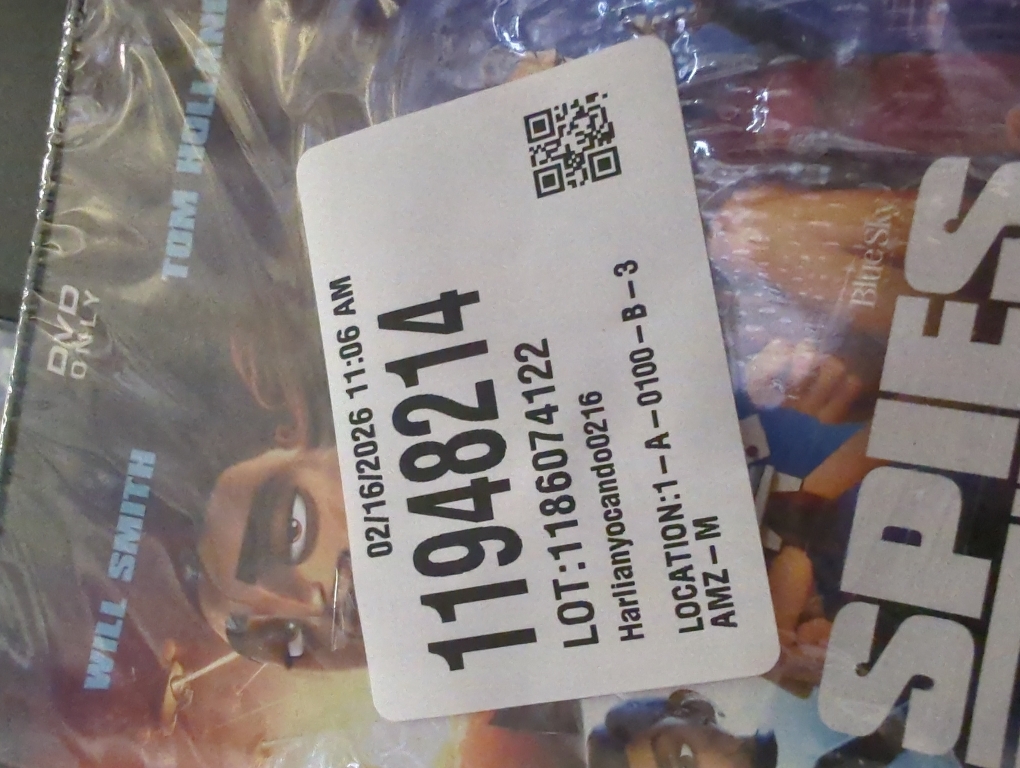 WILL SMITH
TOM HOLLAND
DVD
ONLY
02/16/2026 11:06 AM
11948214
LOT:1186074122
Harlianyocando0216
LOCATION:1-A-0100-B-3
AMZ-M
Blue Sky
SPIES